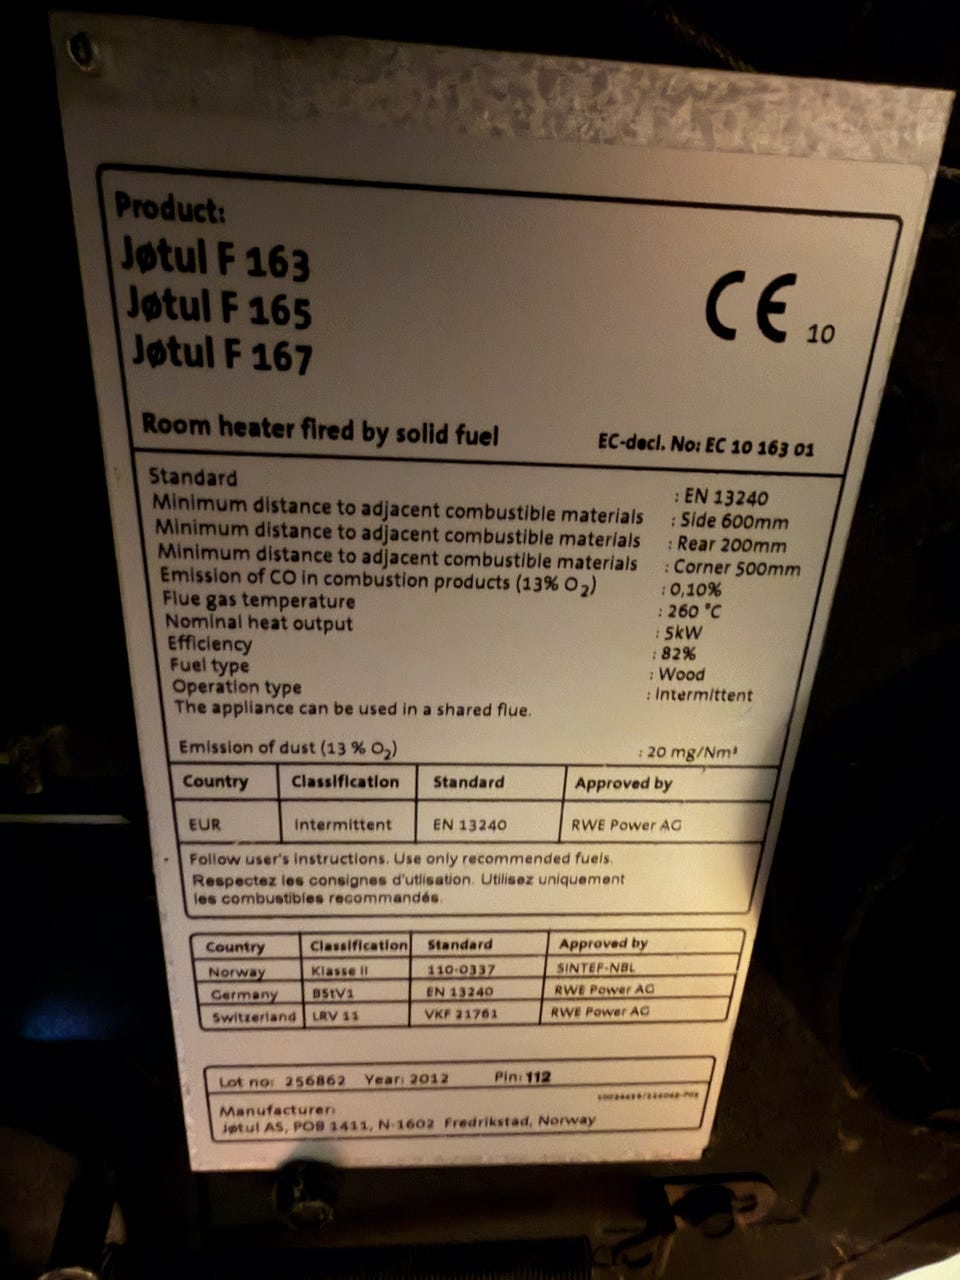 Product:
Jøtul F 163
Jøtul F 165
Jøtul F 167
CE 10
Room heater fired by solid fuel EC-decl. No: EC 10 163 01
Standard : EN 13240
Minimum distance to adjacent combustible materials : Side 600mm
Minimum distance to adjacent combustible materials : Rear 200mm
Minimum distance to adjacent combustible materials : Corner 500mm
Emission of CO in combustion products (13% O₂) : 0,10%
Flue gas temperature : 260 °C
Nominal heat output : 5kW
Efficiency : 82%
Fuel type : Wood
Operation type : Intermittent
The appliance can be used in a shared flue.
Emission of dust (13 % O₂) : 20 mg/Nm³
Country Classification Standard Approved by
EUR Intermittent EN 13240 RWE Power AG
Follow user's instructions. Use only recommended fuels.
Respectez les consignes d'utlisation. Utilisez uniquement
les combustibles recommandés.
Country Classification Standard Approved by
Norway Klasse II 110-0337 SINTEF-NBL
Germany BStV1 EN 13240 RWE Power AG
Switzerland LRV 11 VKF 21761 RWE Power AG
Lot no: 256862 Year: 2012 Pin: 112
Manufacturer:
Jøtul AS, POB 1411, N-1602 Fredrikstad, Norway